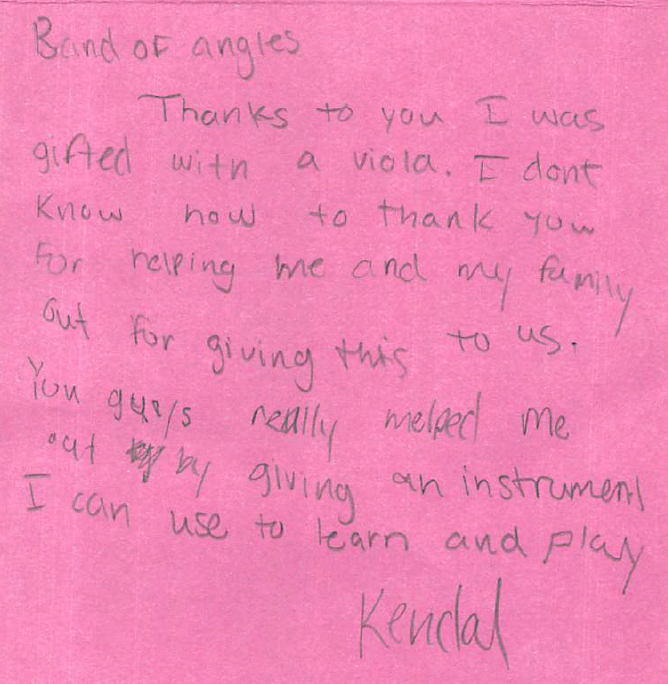 Band of angles
Thanks to you I was
gifted with a viola. I dont
know how to thank you
for helping me and my family
out for giving this to us.
You guys really melped me
out by giving an instrument
I can use to learn and play
Kendal